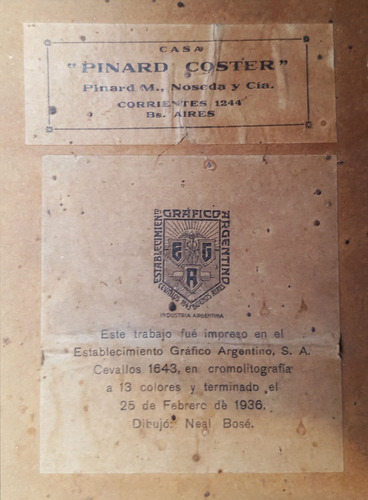 CASA
"PINARD COSTER"
Pinard M., Noseda y Cía.
CORRIENTES 1244
Bs. AIRES
ESTABLECIMIENTO GRÁFICO ARGENTINO
E G
A
INDUSTRIA ARGENTINA
Este trabajo fué impreso en el
Establecimiento Gráfico Argentino, S. A.
Cevallos 1643, en cromolitografía
a 13 colores y terminado el
25 de Febrero de 1936.
Dibujó: Neal Bosé.